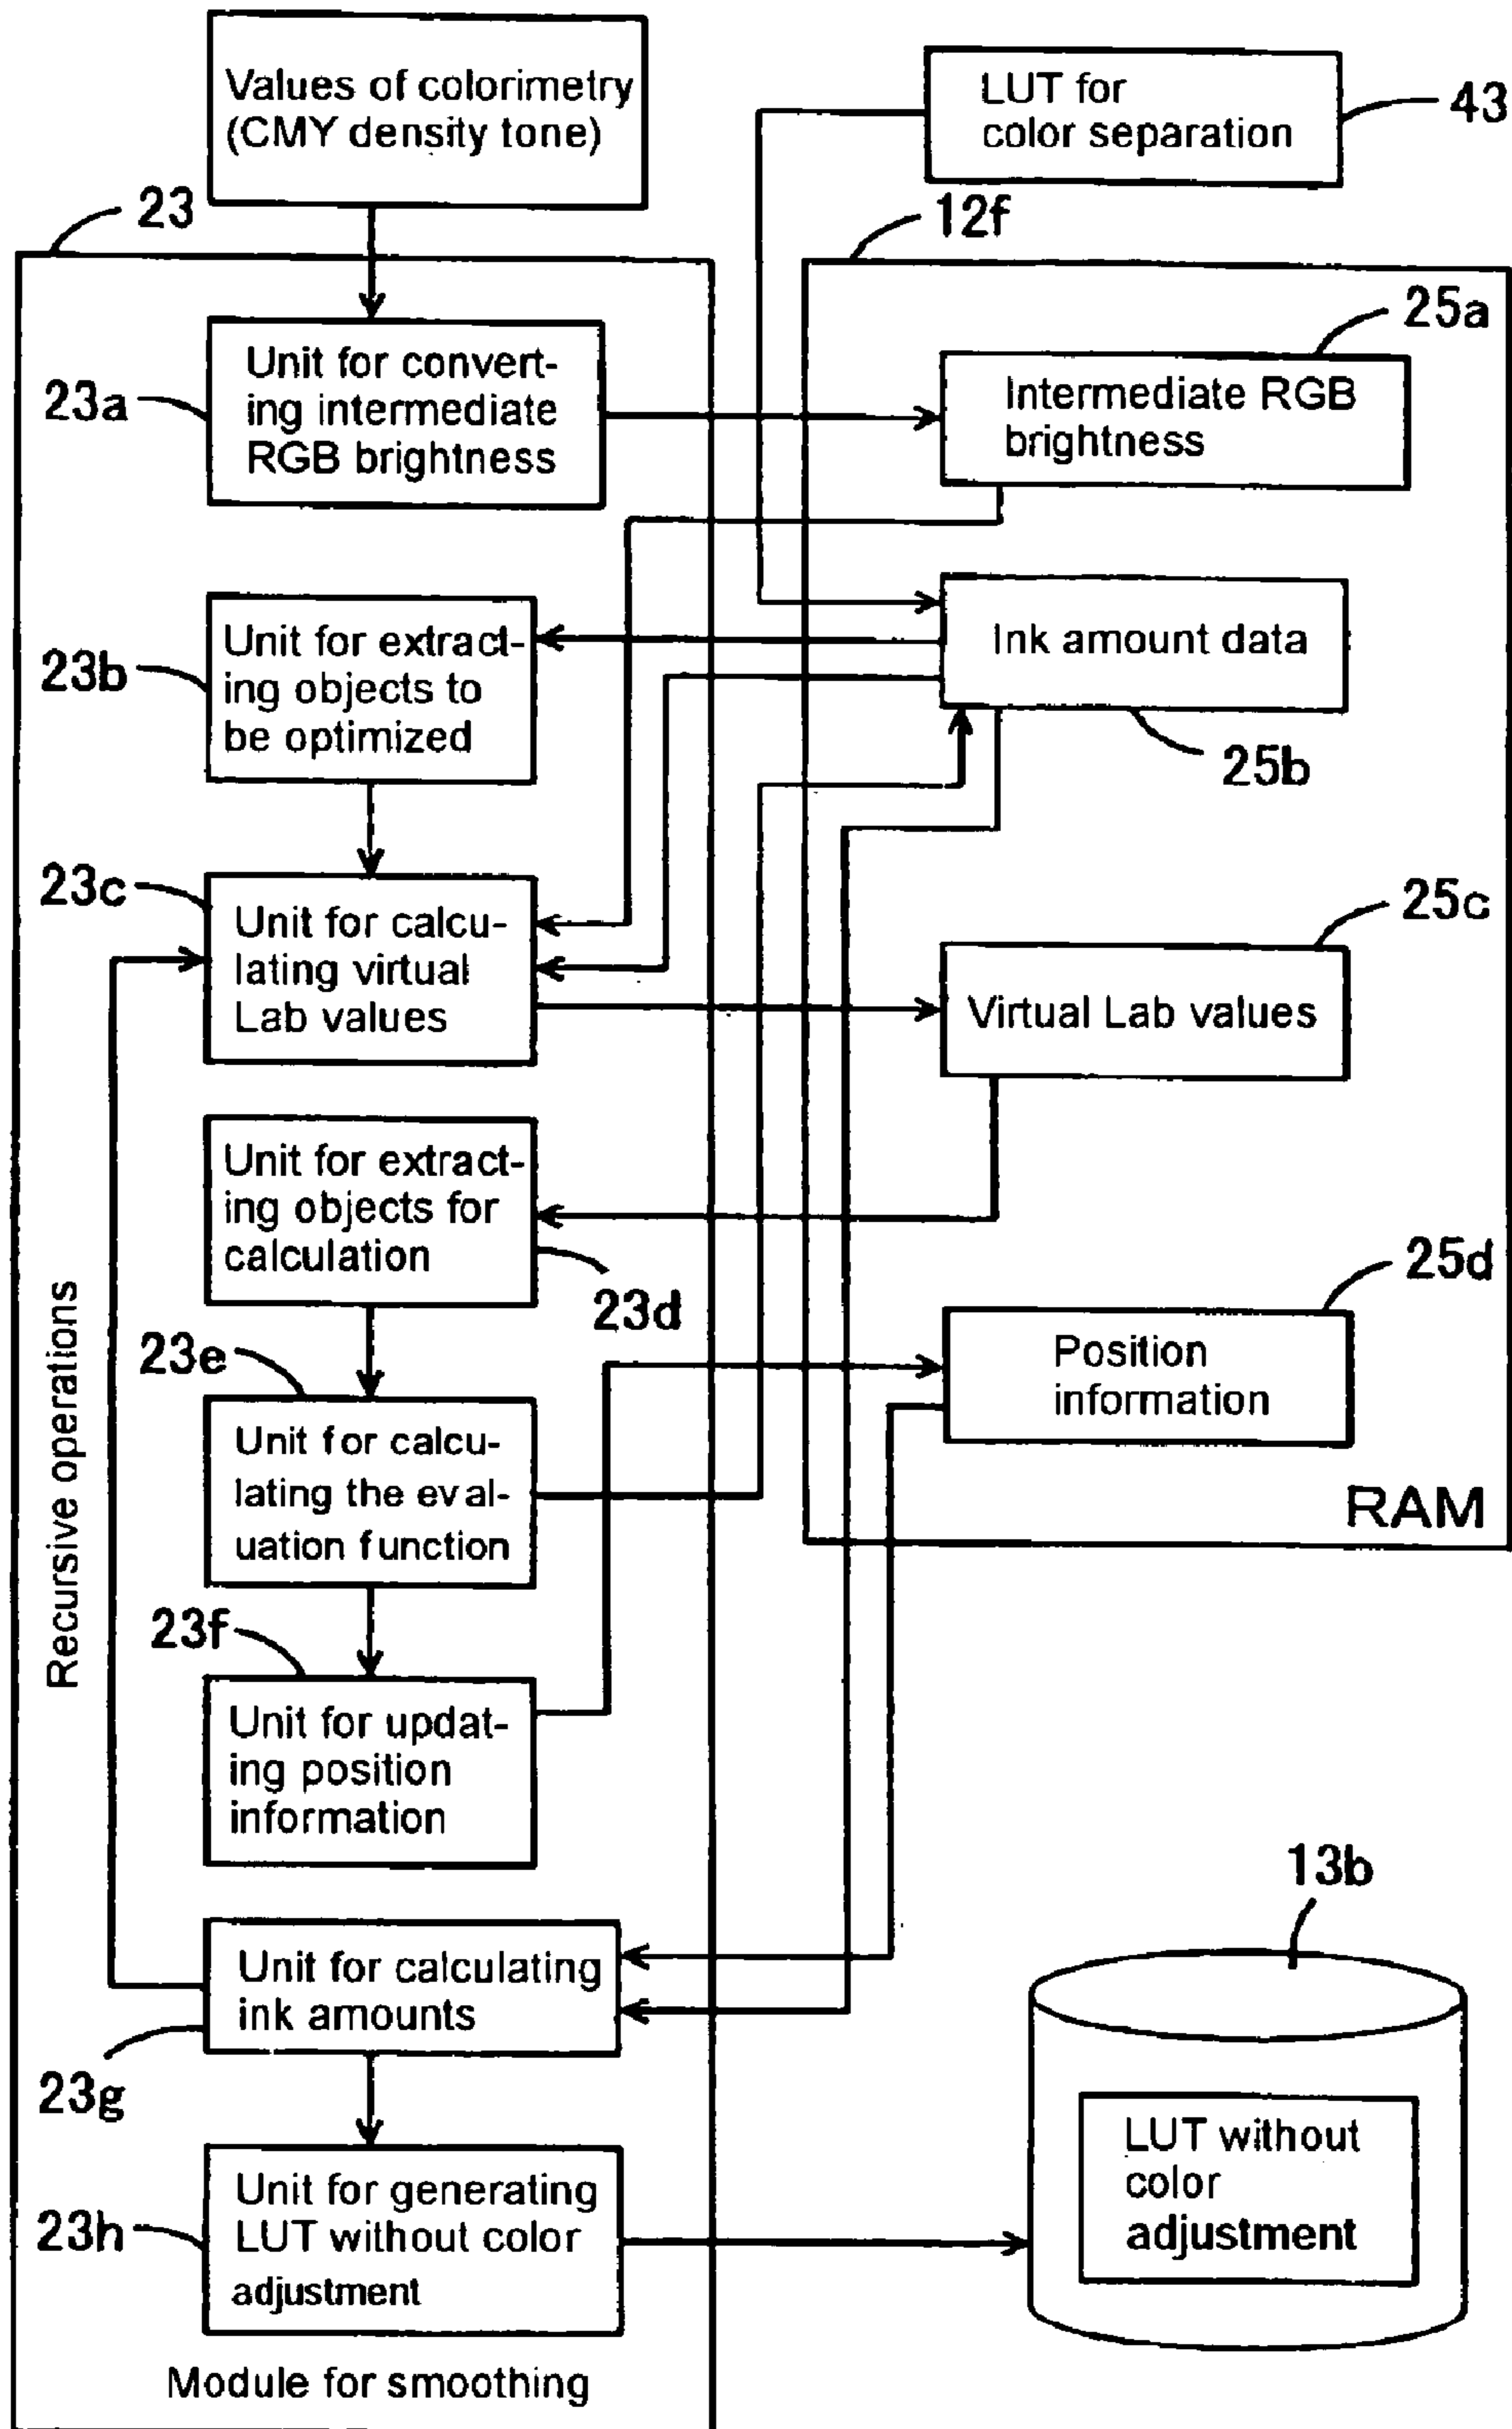 Values of colorimetry
(CMY density tone)
LUT for
color separation
43
23
12f
25a
Unit for convert-
ing intermediate
RGB brightness
23a
Intermediate RGB
brightness
Unit for extract-
ing objects to
be optimized
23b
Ink amount data
25b
23c
Unit for calcu-
lating virtual
Lab values
25c
Virtual Lab values
Unit for extract-
ing objects for
calculation
23d
25d
Position
information
RAM
23e
Unit for calcu-
lating the eval-
uation function
Recursive operations
23f
Unit for updat-
ing position
information
13b
Unit for calculating
ink amounts
23g
Unit for generating
LUT without color
adjustment
23h
LUT without
color
adjustment
Module for smoothing